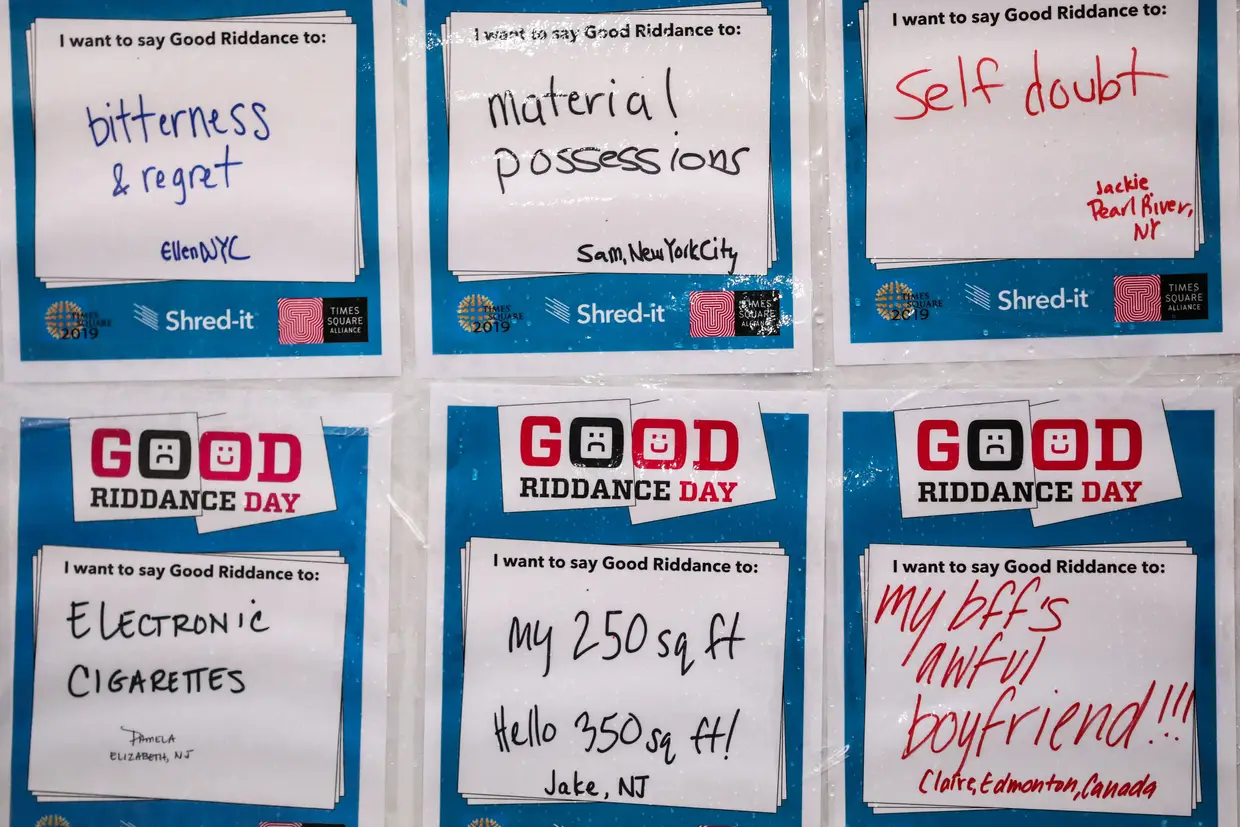 I want to say Good Riddance to:
bitterness
& regret
Ellen NYC
TIMES
SQUARE
2019
Shred-it
TIMES
SQUARE
ALLIANCE
I want to say Good Riddance to:
material
possessions
Sam, New York City
TIMES
SQUARE
2019
Shred-it
TIMES
SQUARE
ALLIANCE
I want to say Good Riddance to:
Self doubt
Jackie
Pearl River,
NY
TIMES
SQUARE
2019
Shred-it
TIMES
SQUARE
ALLIANCE
GOOD
RIDDANCE DAY
I want to say Good Riddance to:
ELECTRONIC
CIGARETTES
PAMELA
ELIZABETH, NJ
GOOD
RIDDANCE DAY
I want to say Good Riddance to:
my 250 sq ft
Hello 350 sq ft!
Jake, NJ
GOOD
RIDDANCE DAY
I want to say Good Riddance to:
my bff's
awful
boyfriend!!!
Claire, Edmonton, Canada